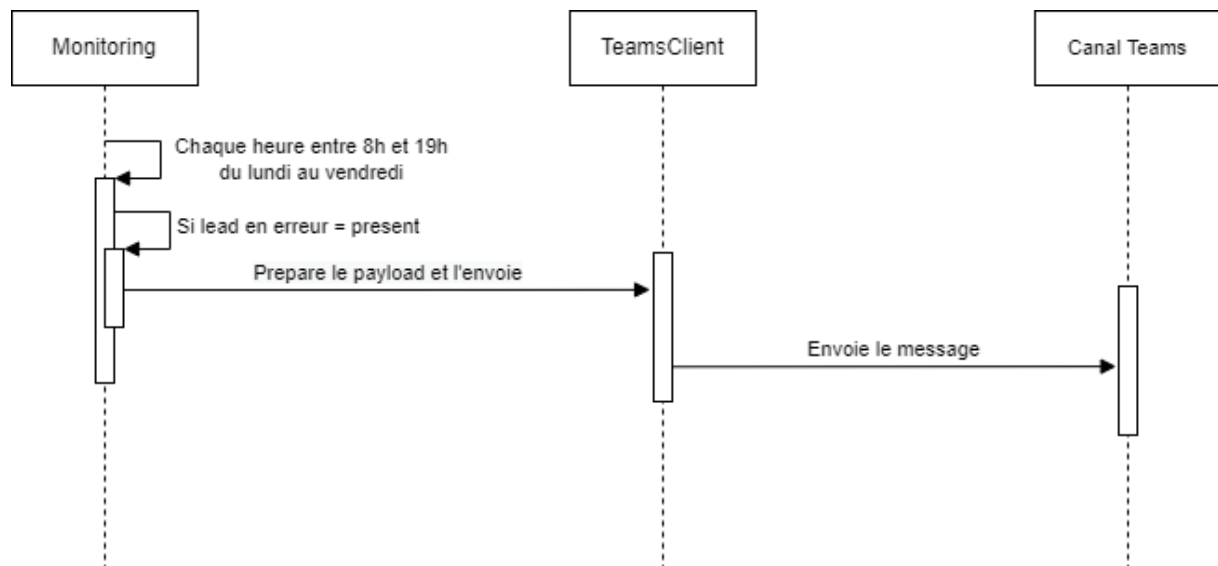 Monitoring
TeamsClient
Canal Teams
Chaque heure entre 8h et 19h
du lundi au vendredi
Si lead en erreur = present
Prepare le payload et l'envoie
Envoie le message